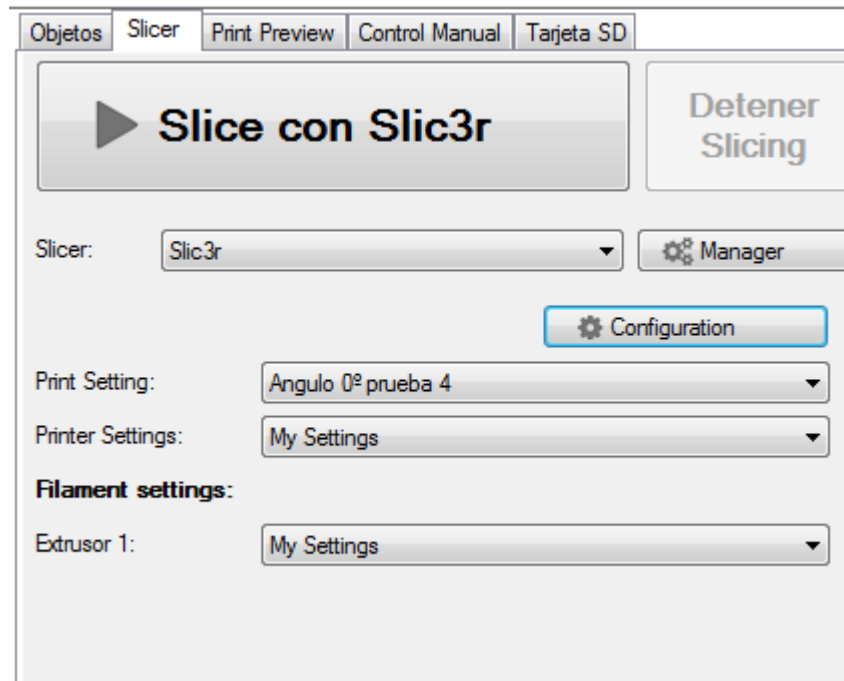 Objetos Slicer Print Preview Control Manual Tarjeta SD
Slice con Slic3r
Detener
Slicing
Slicer: Slic3r Manager
Configuration
Print Setting: Angulo 0º prueba 4
Printer Settings: My Settings
Filament settings:
Extrusor 1: My Settings